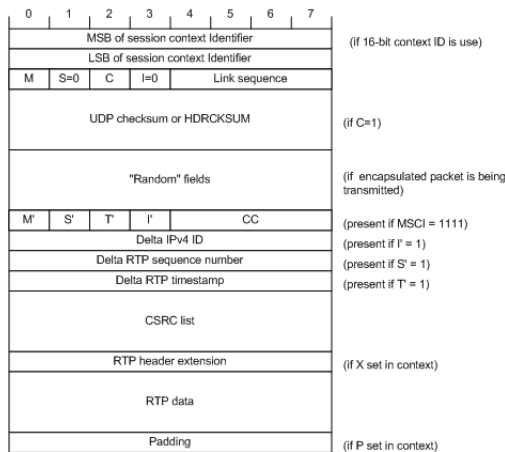 0 1 2 3 4 5 6 7
MSB of session context Identifier (if 16-bit context ID is use)
LSB of session context Identifier
M S=0 C I=0 Link sequence
UDP checksum or HDRCKSUM (if C=1)
"Random" fields (if encapsulated packet is being
transmitted)
M' S' T' I' CC (present if MSCI = 1111)
Delta IPv4 ID (present if I' = 1)
Delta RTP sequence number (present if S' = 1)
Delta RTP timestamp (present if T' = 1)
CSRC list
RTP header extension (if X set in context)
RTP data
Padding (if P set in context)